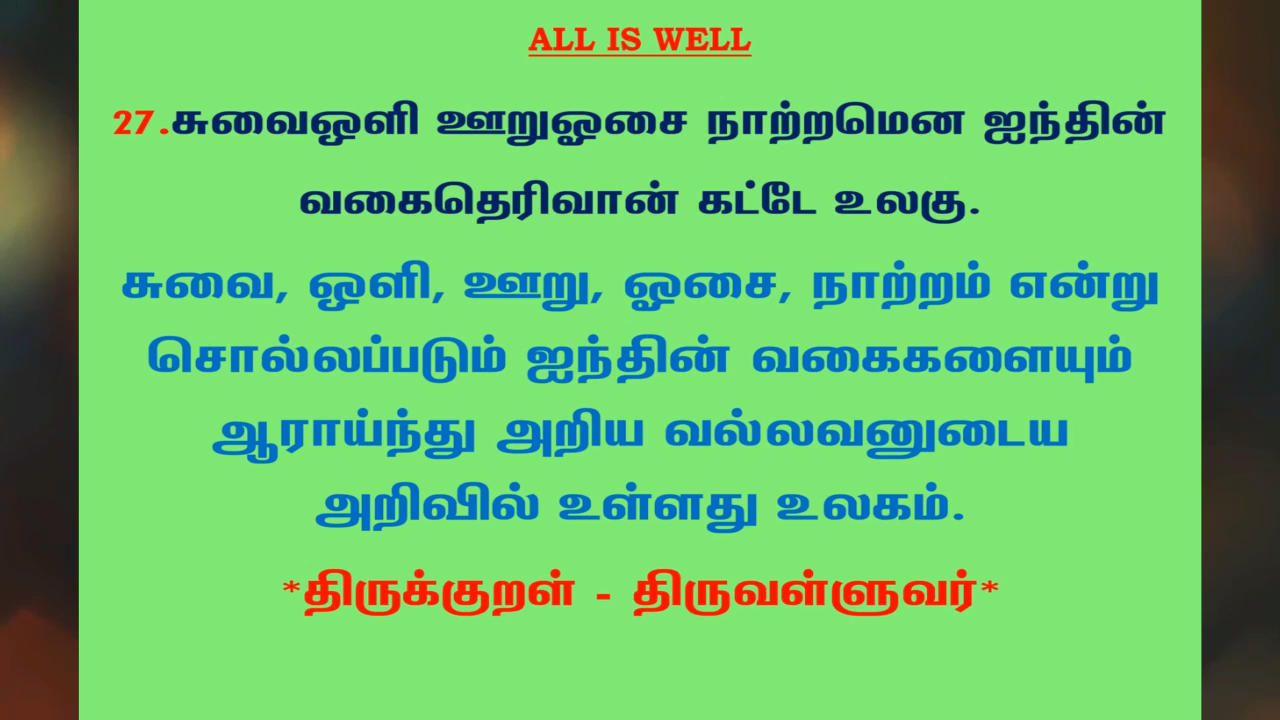 ALL IS WELL
27.சுவைஒளி ஊறுஓசை நாற்றமென ஐந்தின்
வகைதெரிவான் கட்டே உலகு.
சுவை, ஒளி, ஊறு, ஓசை, நாற்றம் என்று
சொல்லப்படும் ஐந்தின் வகைகளையும்
ஆராய்ந்து அறிய வல்லவனுடைய
அறிவில் உள்ளது உலகம்.
*திருக்குறள் - திருவள்ளுவர்*